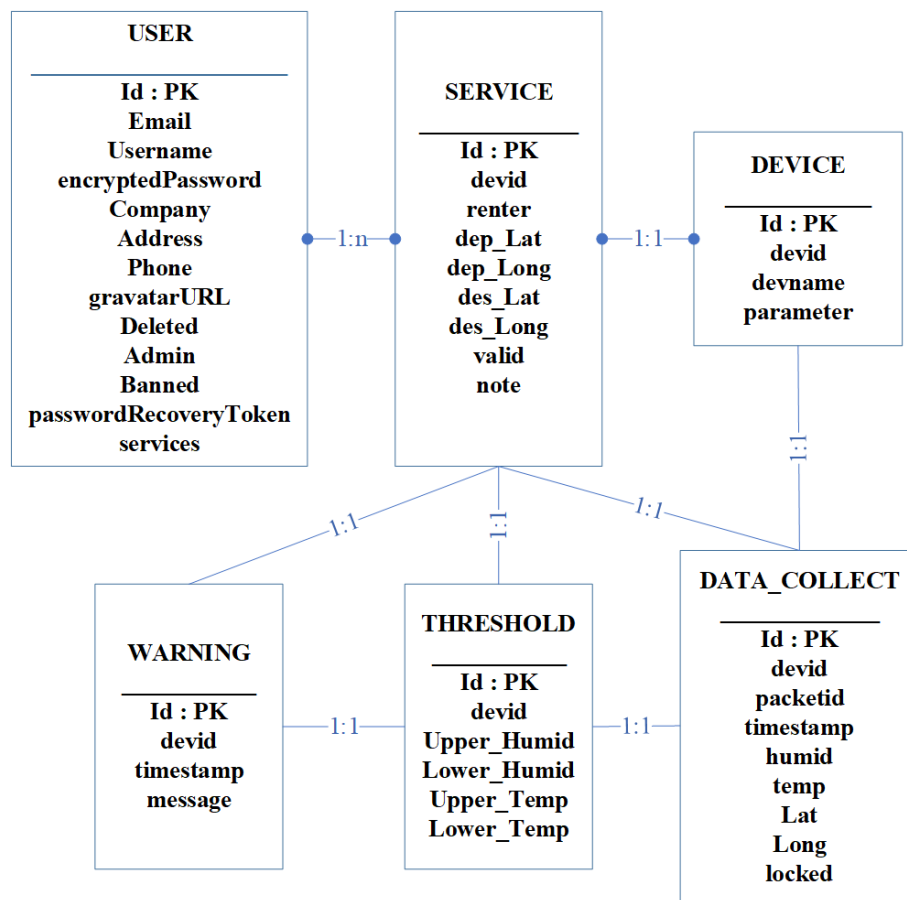 USER
Id : PK
Email
Username
encryptedPassword
Company
Address
Phone
gravatarURL
Deleted
Admin
Banned
passwordRecoveryToken
services
1:n
SERVICE
Id : PK
devid
renter
dep_Lat
dep_Long
des_Lat
des_Long
valid
note
1:1
DEVICE
Id : PK
devid
devname
parameter
1:1
1:1
1:1
1:1
WARNING
Id : PK
devid
timestamp
message
1:1
THRESHOLD
Id : PK
devid
Upper_Humid
Lower_Humid
Upper_Temp
Lower_Temp
1:1
DATA_COLLECT
Id : PK
devid
packetid
timestamp
humid
temp
Lat
Long
locked